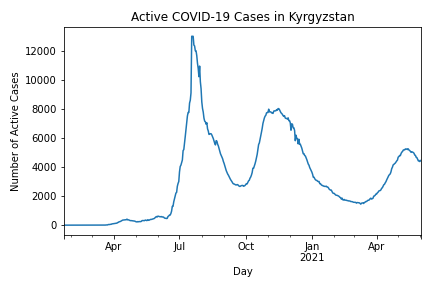 Active COVID-19 Cases in Kyrgyzstan
Number of Active Cases
12000
10000
8000
6000
4000
2000
0
Apr
Jul
Oct
Jan
2021
Apr
Day